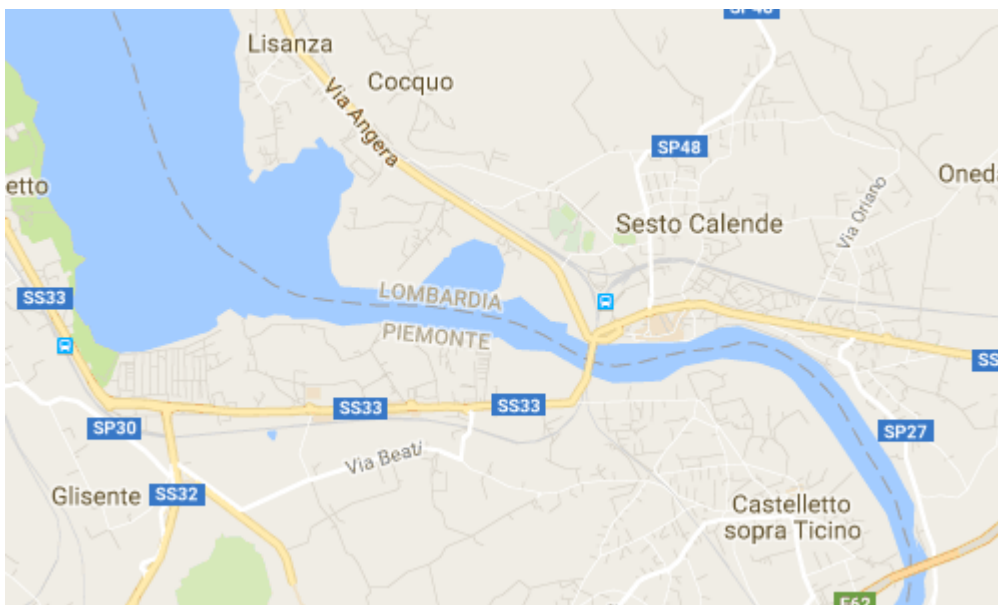 SP48
Lisanza
Cocquo
Via Angera
SP48
etto
Oneda
Via Oriano
Sesto Calende
SS33
LOMBARDIA
PIEMONTE
SS
SS33
SS33
SP30
SP27
Via Beati
Glisente
SS32
Castelletto
sopra Ticino
E62